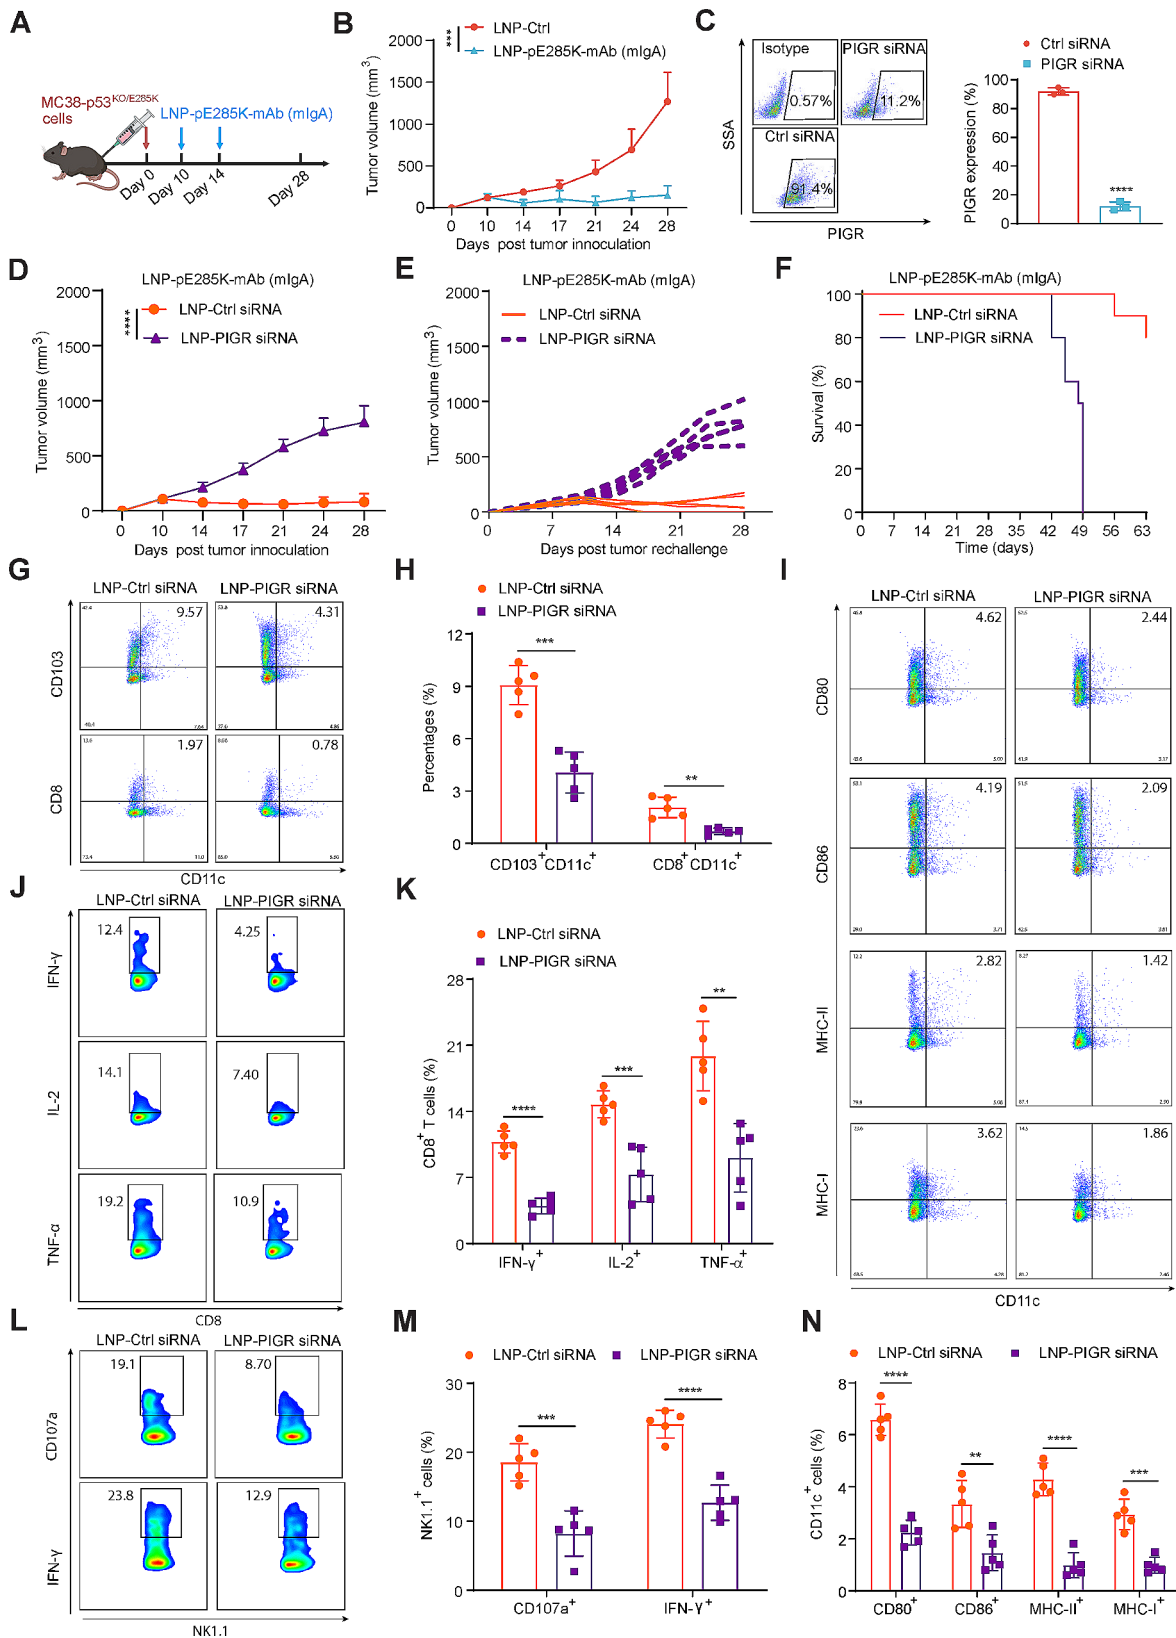 A
MC38-p53KO/E285K
cells
LNP-pE285K-mAb (mIgA)
Day 0
Day 10
Day 14
Day 28
B
***
LNP-Ctrl
LNP-pE285K-mAb (mIgA)
Tumor volume (mm3)
2000
1500
1000
500
0
0 10 14 17 21 24 28
Days post tumor innoculation
C
Isotype
PIGR siRNA
0.57%
11.2%
Ctrl siRNA
91.4%
SSA
PIGR
Ctrl siRNA
PIGR siRNA
PIGR expression (%)
100
80
60
40
20
0
****
D
LNP-pE285K-mAb (mIgA)
****
LNP-Ctrl siRNA
LNP-PIGR siRNA
Tumor volume (mm3)
2000
1500
1000
500
0
0 10 14 17 21 24 28
Days post tumor innoculation
E
LNP-pE285K-mAb (mIgA)
LNP-Ctrl siRNA
LNP-PIGR siRNA
Tumor volume (mm3)
2000
1500
1000
500
0
0 7 14 21 28
Days post tumor rechallenge
F
LNP-pE285K-mAb (mIgA)
LNP-Ctrl siRNA
LNP-PIGR siRNA
Survival (%)
100
80
60
40
20
0
0 7 14 21 28 35 42 49 56 63
Time (days)
G
LNP-Ctrl siRNA
LNP-PIGR siRNA
9.57
4.31
CD103
1.97
0.78
CD8
CD11c
H
LNP-Ctrl siRNA
LNP-PIGR siRNA
Percentages (%)
12
9
6
3
0
***
**
CD103+CD11c+
CD8+CD11c+
I
LNP-Ctrl siRNA
LNP-PIGR siRNA
4.62
2.44
CD80
4.19
2.09
CD86
2.82
1.42
MHC-II
3.62
1.86
MHC-I
CD11c
J
LNP-Ctrl siRNA
LNP-PIGR siRNA
12.4
4.25
IFN-γ
14.1
7.40
IL-2
19.2
10.9
TNF-α
CD8
K
LNP-Ctrl siRNA
LNP-PIGR siRNA
CD8+ T cells (%)
28
21
14
7
0
****
***
**
IFN-γ+
IL-2+
TNF-α+
L
LNP-Ctrl siRNA
LNP-PIGR siRNA
19.1
8.70
CD107a
23.8
12.9
IFN-γ
NK1.1
M
LNP-Ctrl siRNA
LNP-PIGR siRNA
NK1.1+ cells (%)
30
20
10
0
***
****
CD107a+
IFN-γ+
N
LNP-Ctrl siRNA
LNP-PIGR siRNA
CD11c+ cells (%)
8
6
4
2
0
****
**
****
***
CD80+
CD86+
MHC-II+
MHC-I+